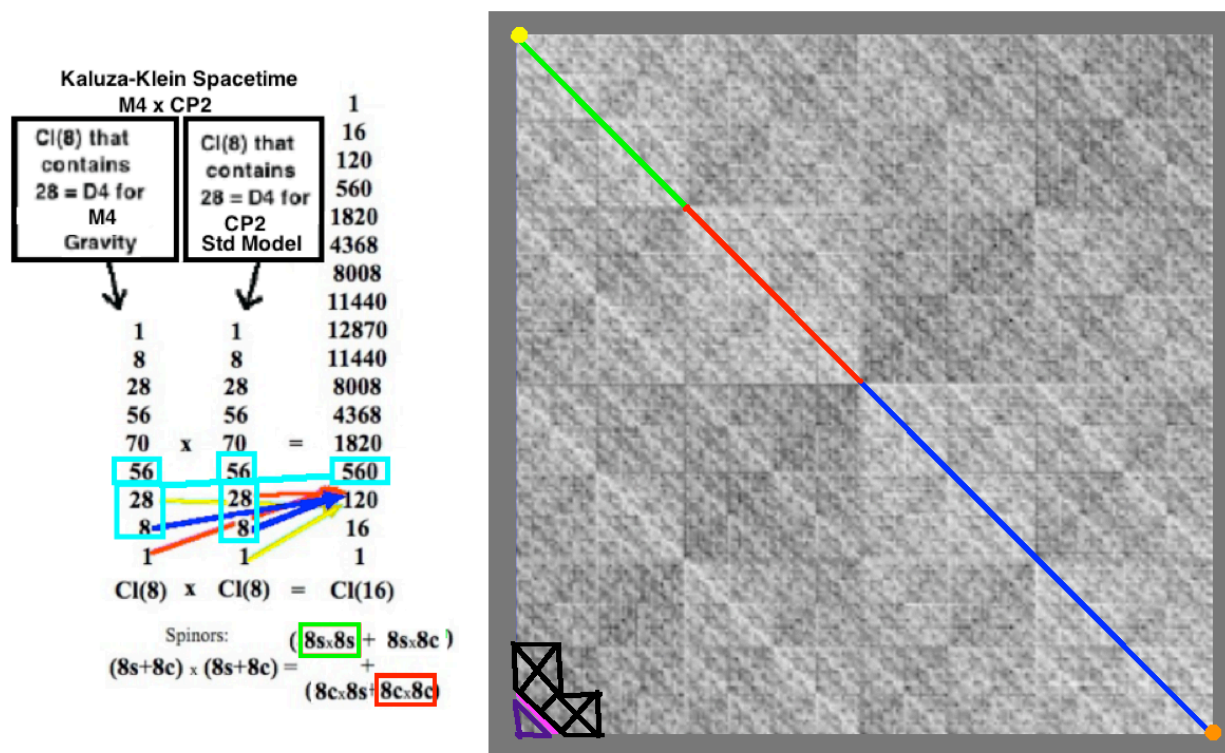 Kaluza-Klein Spacetime
M4 x CP2
Cl(8) that
contains
28 = D4 for
M4
Gravity
Cl(8) that
contains
28 = D4 for
CP2
Std Model
1
16
120
560
1820
4368
8008
11440
1 1 12870
8 8 11440
28 28 8008
56 56 4368
70 x 70 = 1820
56 56 560
28 28 120
8 8 16
1 1 1
Cl(8) x Cl(8) = Cl(16)
Spinors:
(8s+8c) x (8s+8c) =
(8sx8s + 8sx8c)
+
(8cx8s+8cx8c)